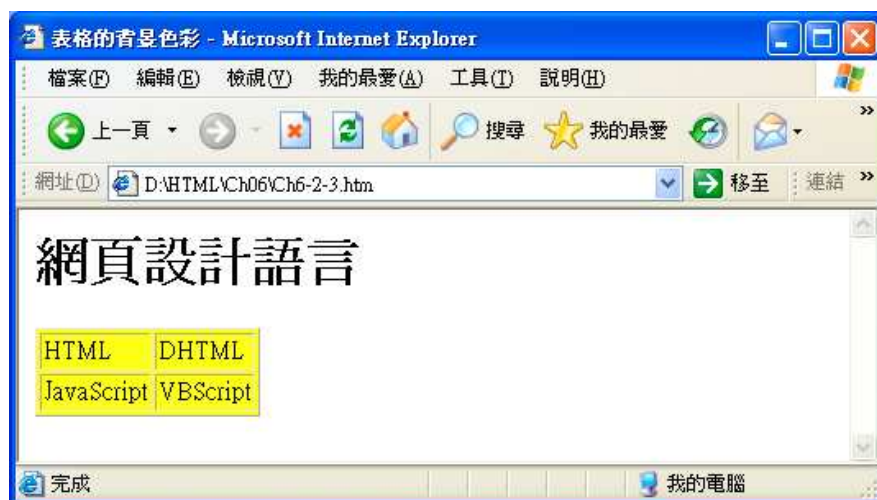 表格的背景色彩 - Microsoft Internet Explorer
檔案(F) 編輯(E) 檢視(V) 我的最愛(A) 工具(T) 說明(H)
上一頁 搜尋 我的最愛 »
網址(D) D:\HTML\Ch06\Ch6-2-3.htm 移至 連結 »
網頁設計語言
HTML DHTML
JavaScript VBScript
完成 我的電腦